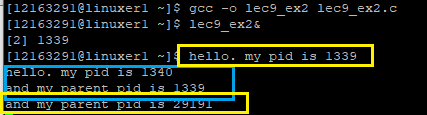 [12163291@linuxer1 ~]$ gcc -o lec9_ex2 lec9_ex2.c
[12163291@linuxer1 ~]$ lec9_ex2&
[2] 1339
[12163291@linuxer1 ~]$ hello. my pid is 1339
hello. my pid is 1340
and my parent pid is 1339
and my parent pid is 29191